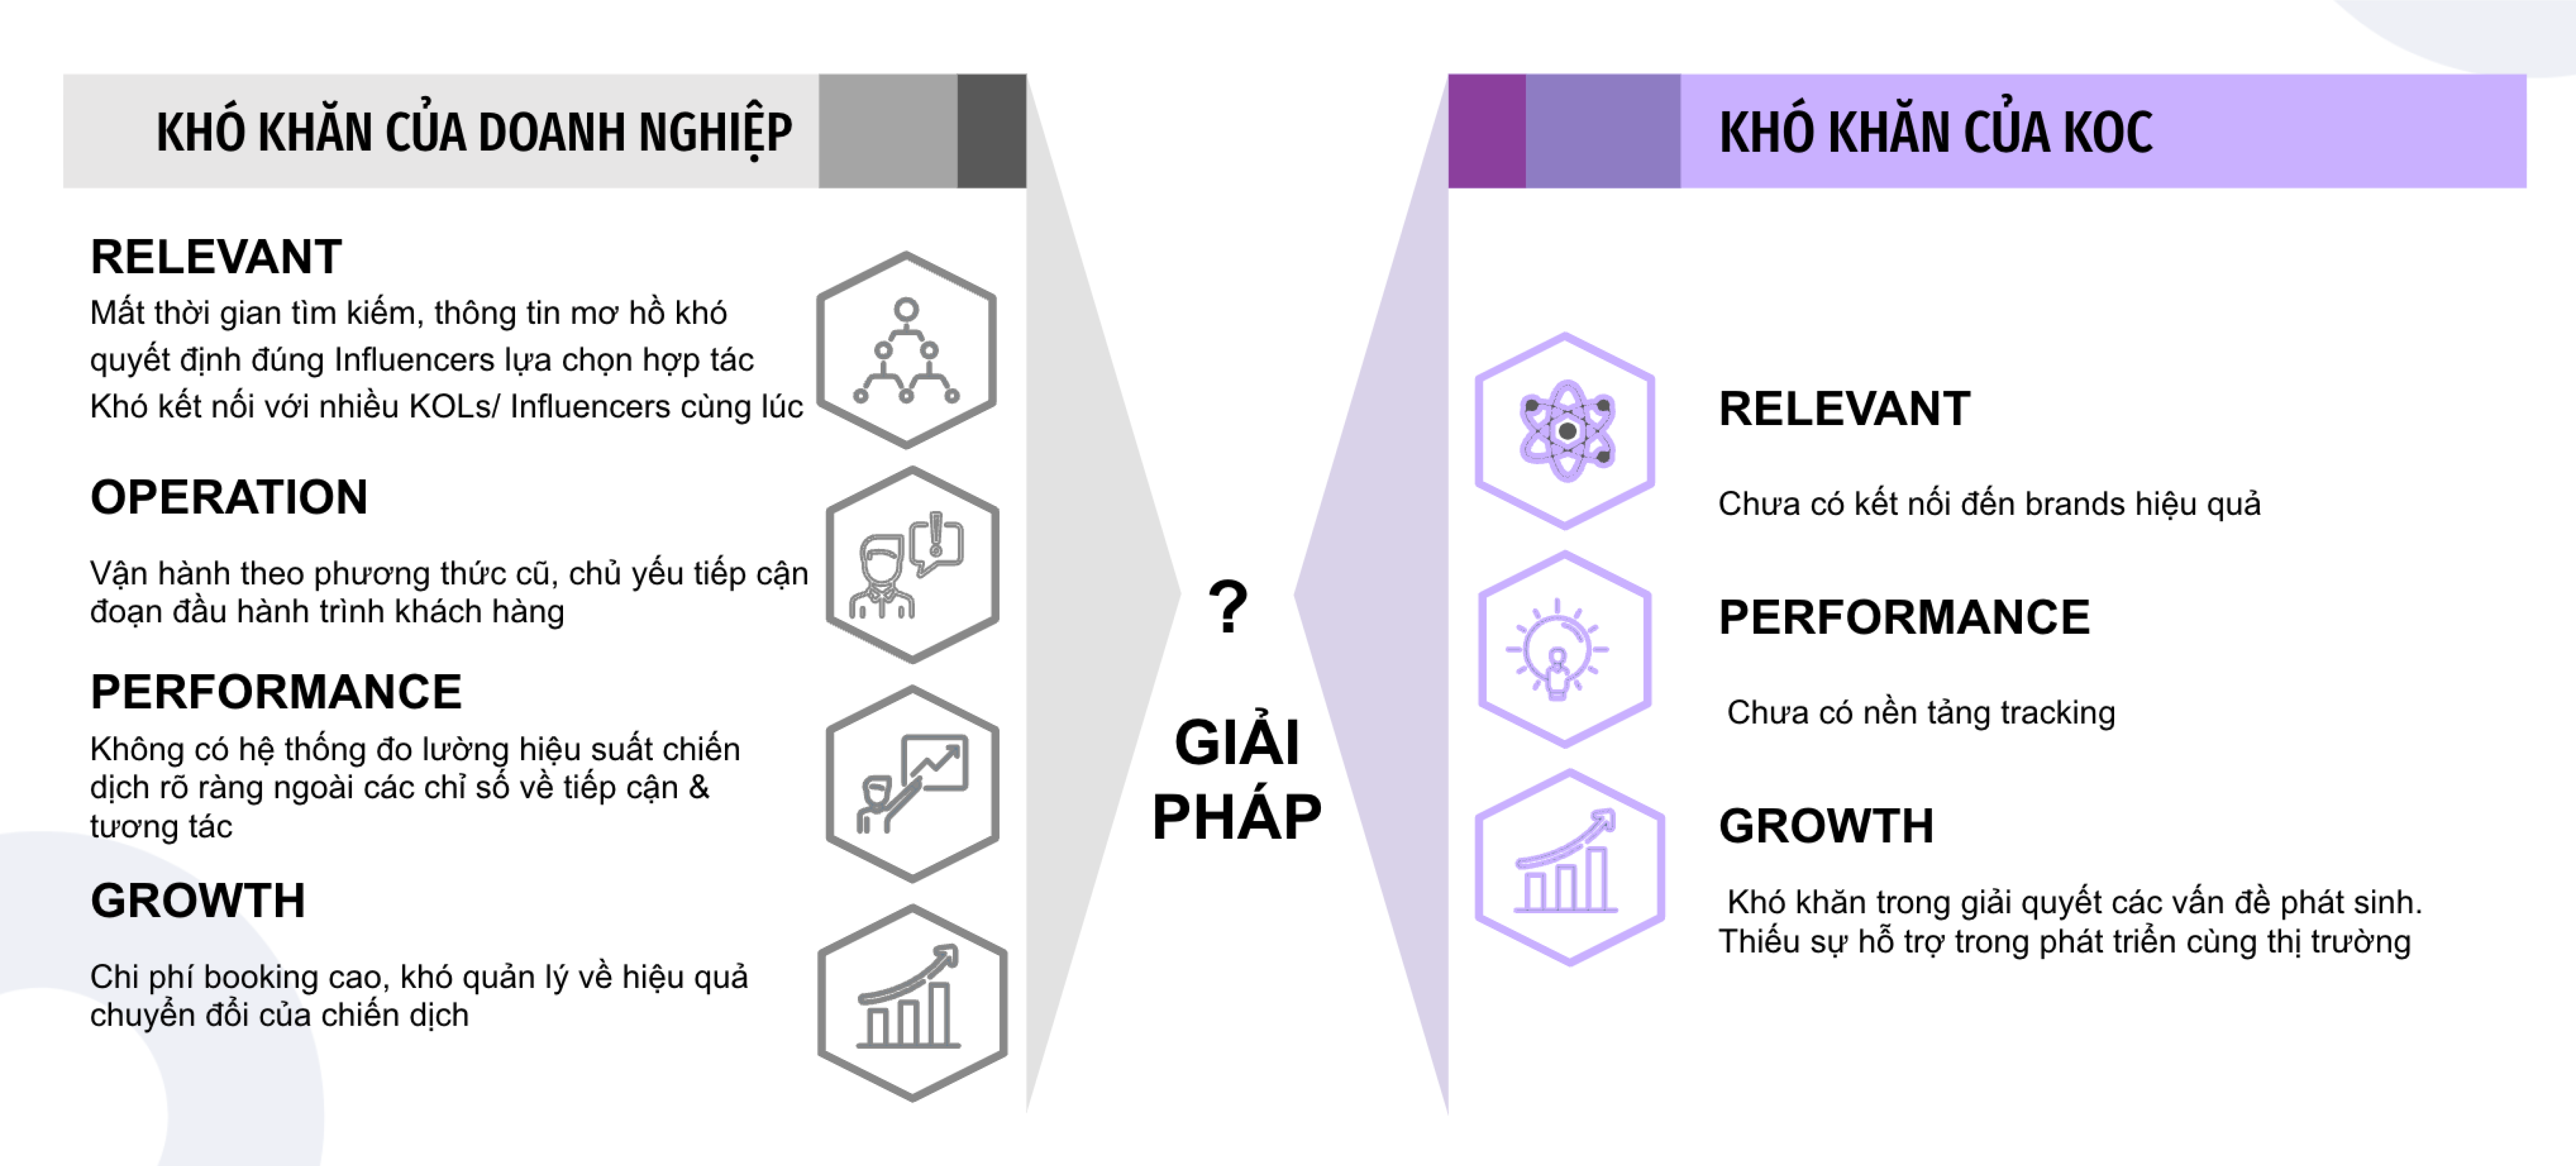 KHÓ KHĂN CỦA DOANH NGHIỆP
RELEVANT
Mất thời gian tìm kiếm, thông tin mơ hồ khó
quyết định đúng Influencers lựa chọn hợp tác
Khó kết nối với nhiều KOLs/ Influencers cùng lúc
OPERATION
Vận hành theo phương thức cũ, chủ yếu tiếp cận
đoạn đầu hành trình khách hàng
PERFORMANCE
Không có hệ thống đo lường hiệu suất chiến
dịch rõ ràng ngoài các chỉ số về tiếp cận &
tương tác
GROWTH
Chi phí booking cao, khó quản lý về hiệu quả
chuyển đổi của chiến dịch
?
GIẢI
PHÁP
KHÓ KHĂN CỦA KOC
RELEVANT
Chưa có kết nối đến brands hiệu quả
PERFORMANCE
Chưa có nền tảng tracking
GROWTH
Khó khăn trong giải quyết các vấn đề phát sinh.
Thiếu sự hỗ trợ trong phát triển cùng thị trường